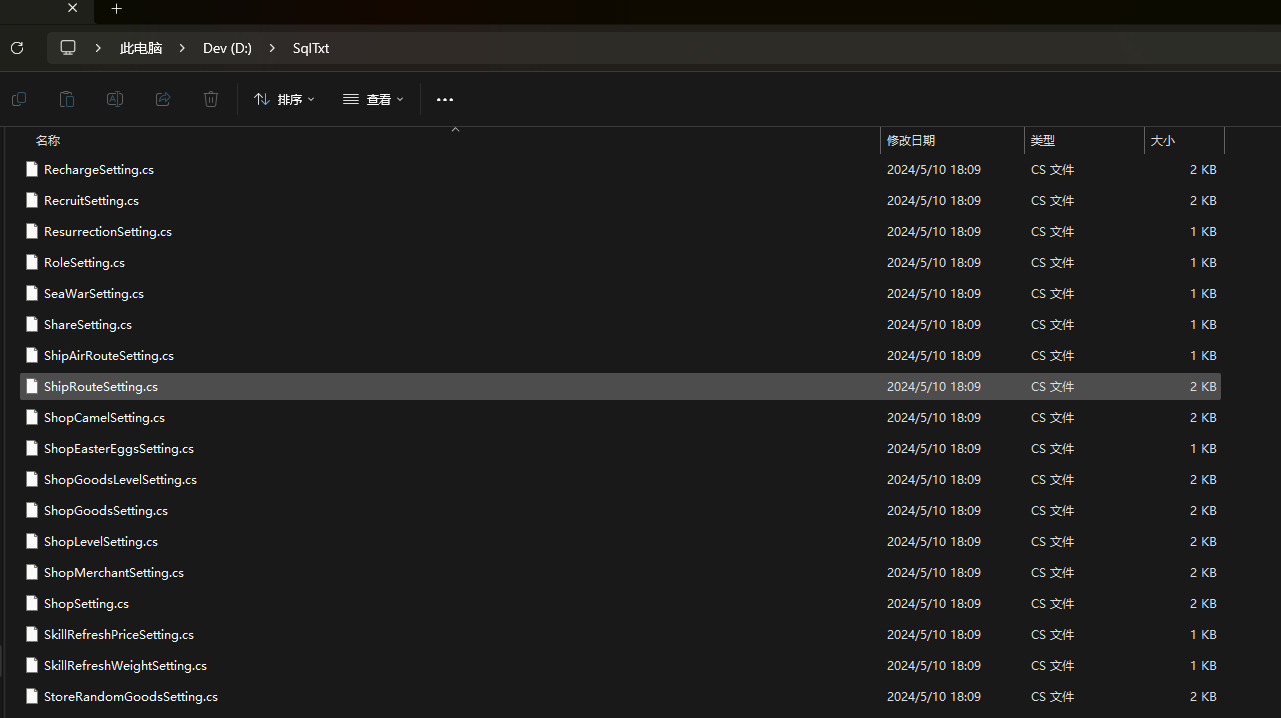 此电脑 Dev (D:) SqlTxt
排序 查看
名称 修改日期 类型 大小
RechargeSetting.cs 2024/5/10 18:09 CS 文件 2 KB
RecruitSetting.cs 2024/5/10 18:09 CS 文件 2 KB
ResurrectionSetting.cs 2024/5/10 18:09 CS 文件 1 KB
RoleSetting.cs 2024/5/10 18:09 CS 文件 1 KB
SeaWarSetting.cs 2024/5/10 18:09 CS 文件 1 KB
ShareSetting.cs 2024/5/10 18:09 CS 文件 1 KB
ShipAirRouteSetting.cs 2024/5/10 18:09 CS 文件 1 KB
ShipRouteSetting.cs 2024/5/10 18:09 CS 文件 2 KB
ShopCamelSetting.cs 2024/5/10 18:09 CS 文件 2 KB
ShopEasterEggsSetting.cs 2024/5/10 18:09 CS 文件 1 KB
ShopGoodsLevelSetting.cs 2024/5/10 18:09 CS 文件 2 KB
ShopGoodsSetting.cs 2024/5/10 18:09 CS 文件 2 KB
ShopLevelSetting.cs 2024/5/10 18:09 CS 文件 2 KB
ShopMerchantSetting.cs 2024/5/10 18:09 CS 文件 2 KB
ShopSetting.cs 2024/5/10 18:09 CS 文件 2 KB
SkillRefreshPriceSetting.cs 2024/5/10 18:09 CS 文件 1 KB
SkillRefreshWeightSetting.cs 2024/5/10 18:09 CS 文件 1 KB
StoreRandomGoodsSetting.cs 2024/5/10 18:09 CS 文件 2 KB